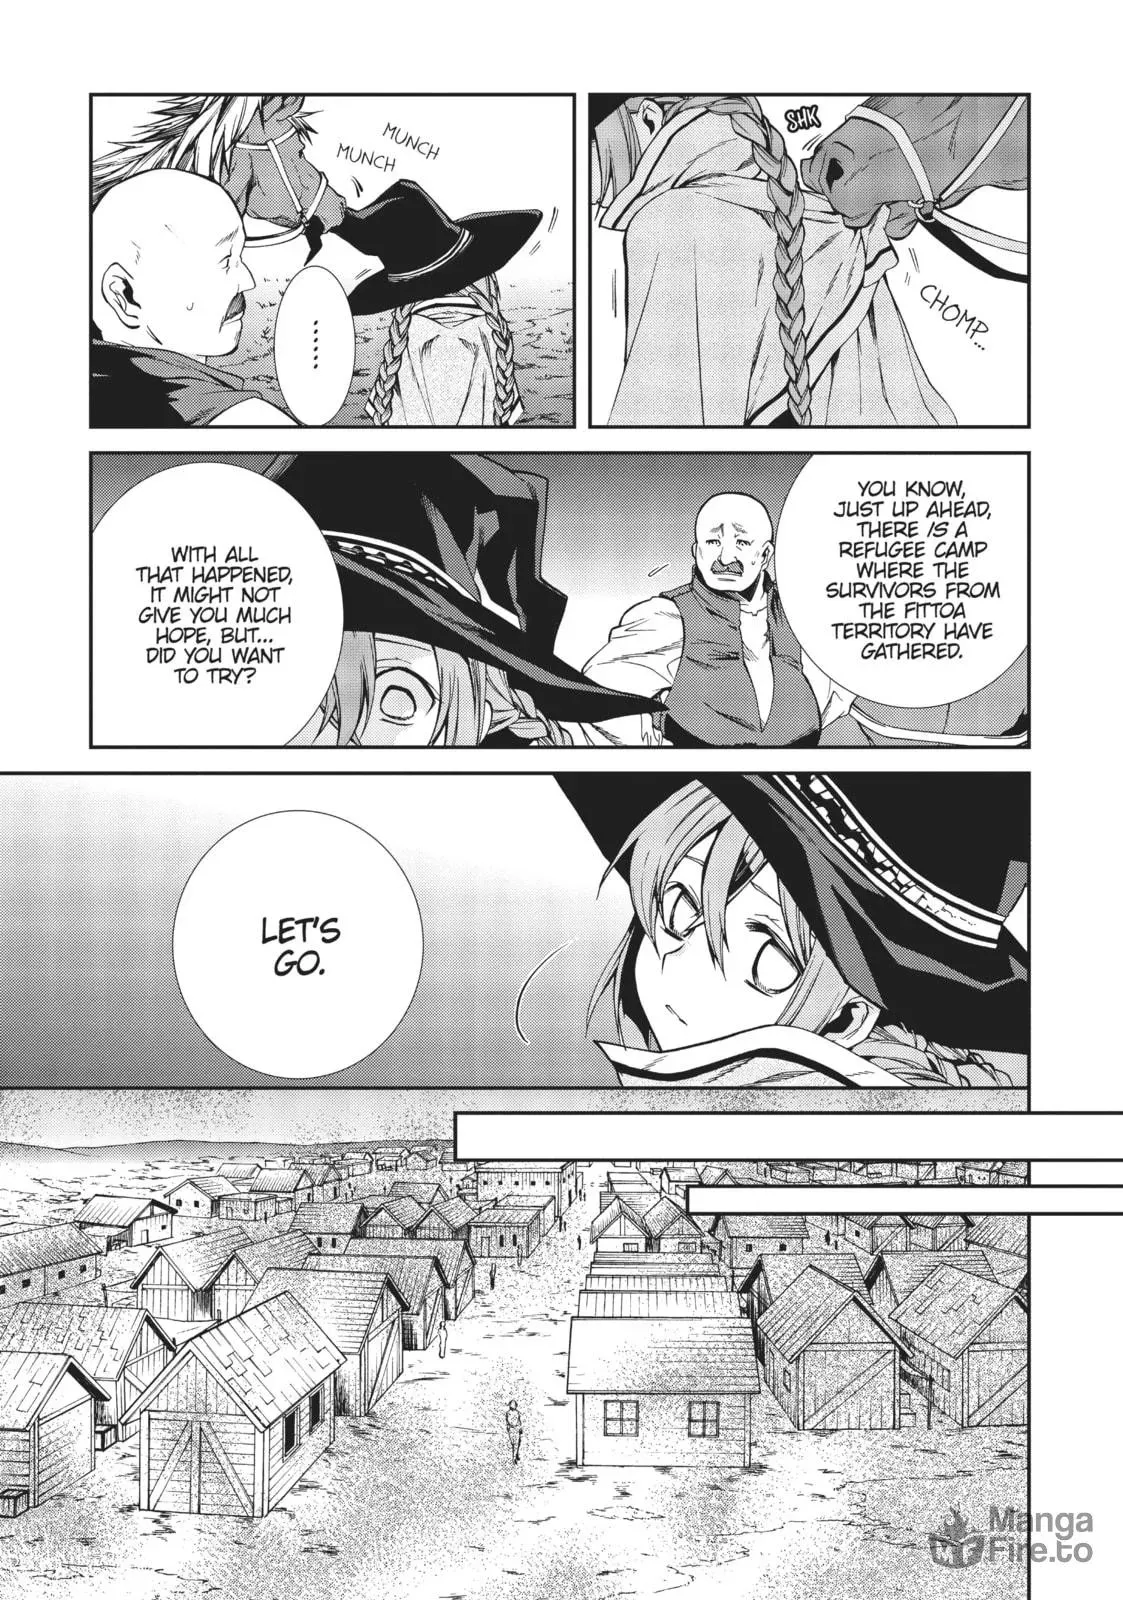 SHK
CHOMP...
MUNCH
MUNCH
........
YOU KNOW,
JUST UP AHEAD,
THERE IS A
REFUGEE CAMP
WHERE THE
SURVIVORS FROM
THE FITTOA
TERRITORY HAVE
GATHERED.
WITH ALL
THAT HAPPENED,
IT MIGHT NOT
GIVE YOU MUCH
HOPE, BUT...
DID YOU WANT
TO TRY?
LET'S
GO.
Manga
Fire.to